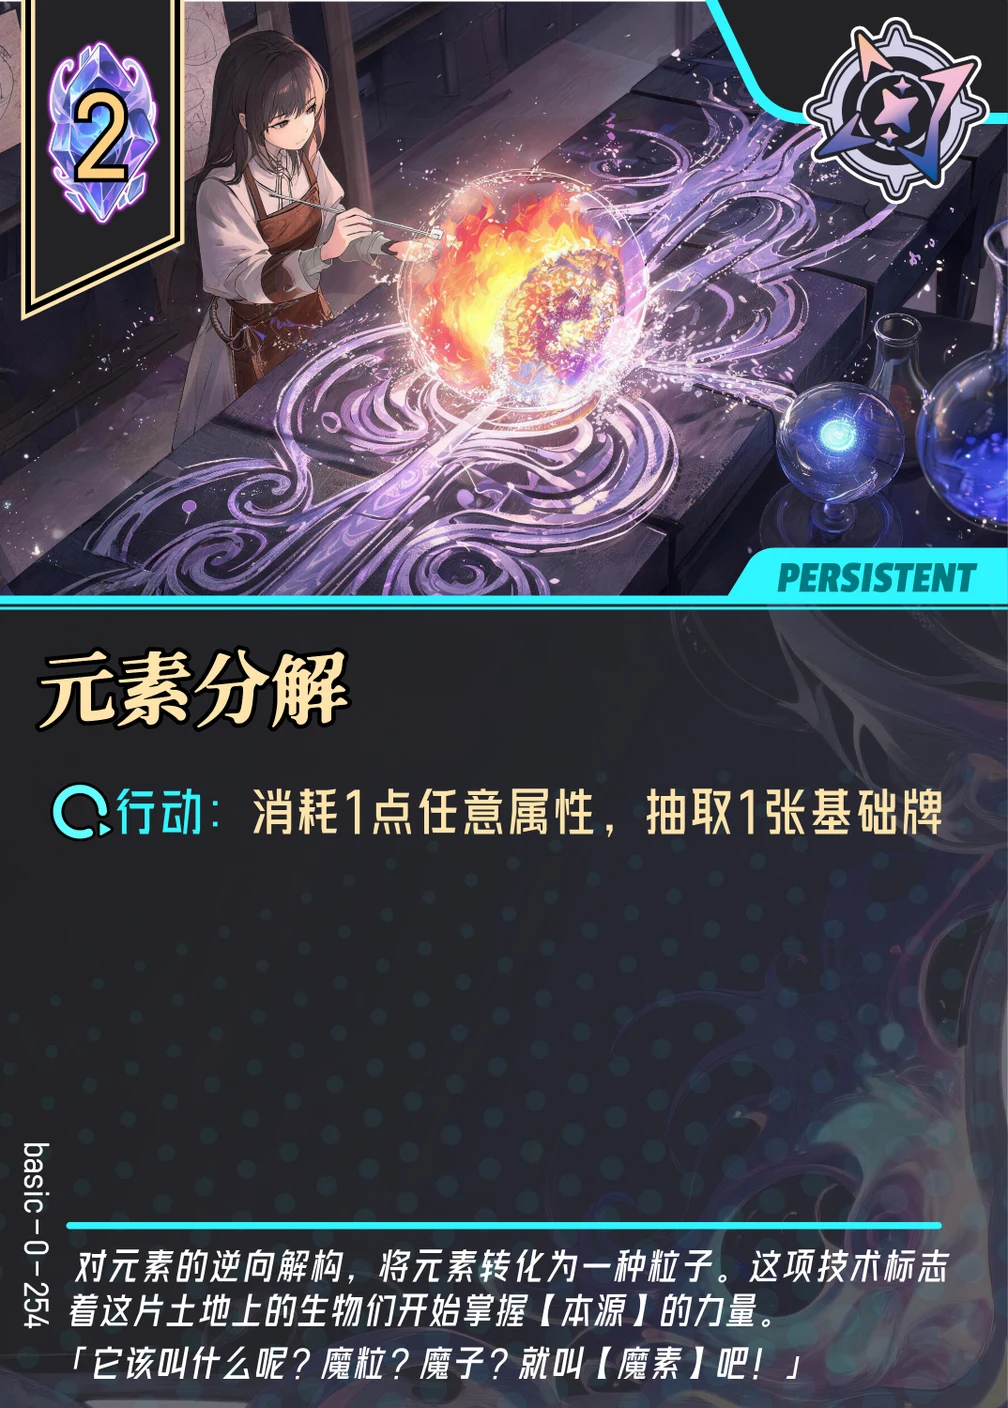 2
PERSISTENT
元素分解
行动：消耗1点任意属性，抽取1张基础牌
basic-0-254
对元素的逆向解构，将元素转化为一种粒子。这项技术标志
着这片土地上的生物们开始掌握【本源】的力量。
「它该叫什么呢？魔粒？魔子？就叫【魔素】吧！」